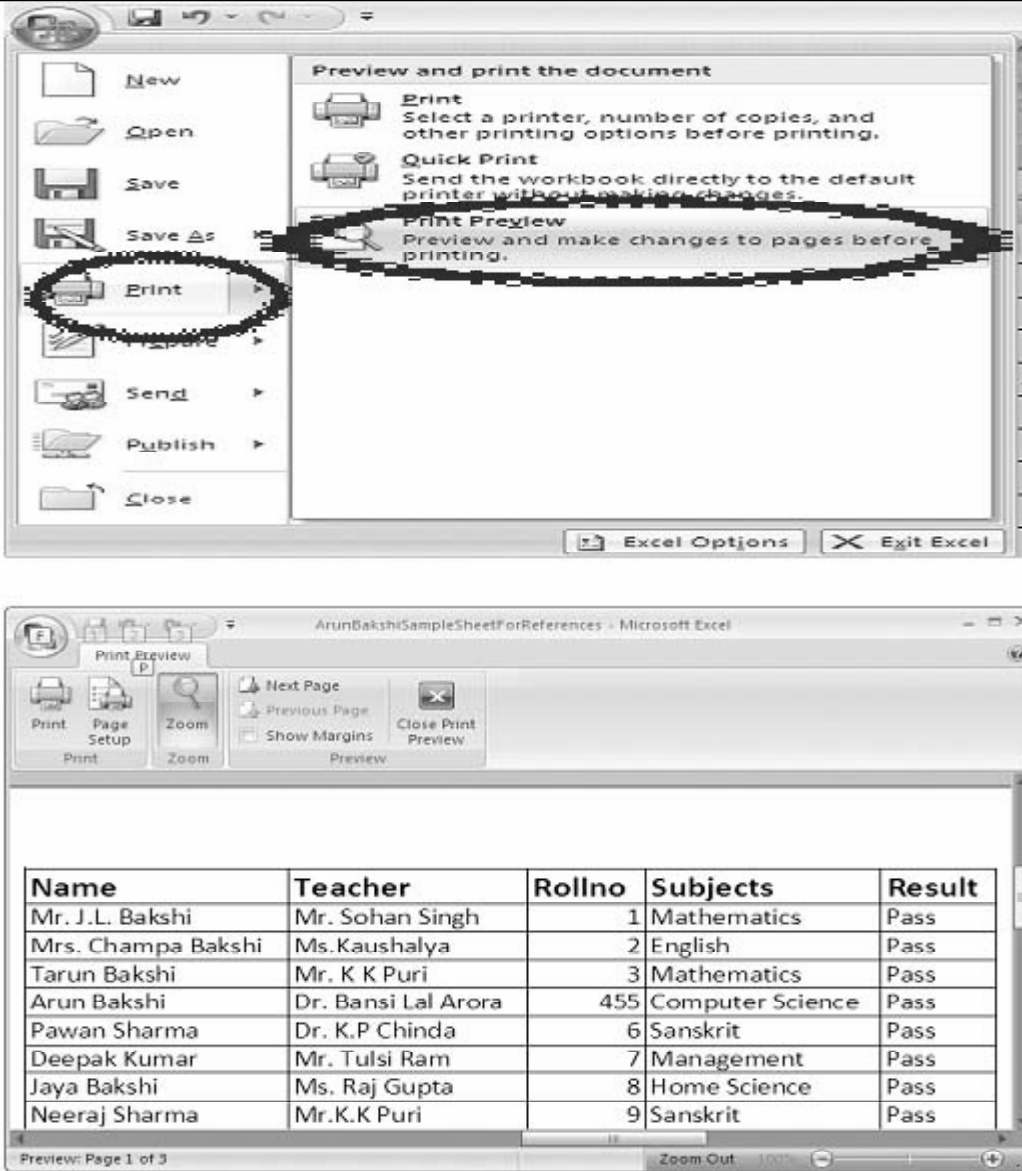 New
Open
Save
Save As
Print
Prepare
Send
Publish
Close
Preview and print the document
Print
Select a printer, number of copies, and
other printing options before printing.
Quick Print
Send the workbook directly to the default
printer without making changes.
Print Preview
Preview and make changes to pages before
printing.
Excel Options
Exit Excel
F
1 2 3
ArunBakshiSampleSheetForReferences - Microsoft Excel
Print Preview
P
Print
Page Setup
Print
Zoom
Zoom
Next Page
Previous Page
Show Margins
Close Print Preview
Preview
Name Teacher Rollno Subjects Result
Mr. J.L. Bakshi Mr. Sohan Singh 1 Mathematics Pass
Mrs. Champa Bakshi Ms.Kaushalya 2 English Pass
Tarun Bakshi Mr. K K Puri 3 Mathematics Pass
Arun Bakshi Dr. Bansi Lal Arora 455 Computer Science Pass
Pawan Sharma Dr. K.P Chinda 6 Sanskrit Pass
Deepak Kumar Mr. Tulsi Ram 7 Management Pass
Jaya Bakshi Ms. Raj Gupta 8 Home Science Pass
Neeraj Sharma Mr.K.K Puri 9 Sanskrit Pass
Preview: Page 1 of 3
Zoom Out 100%